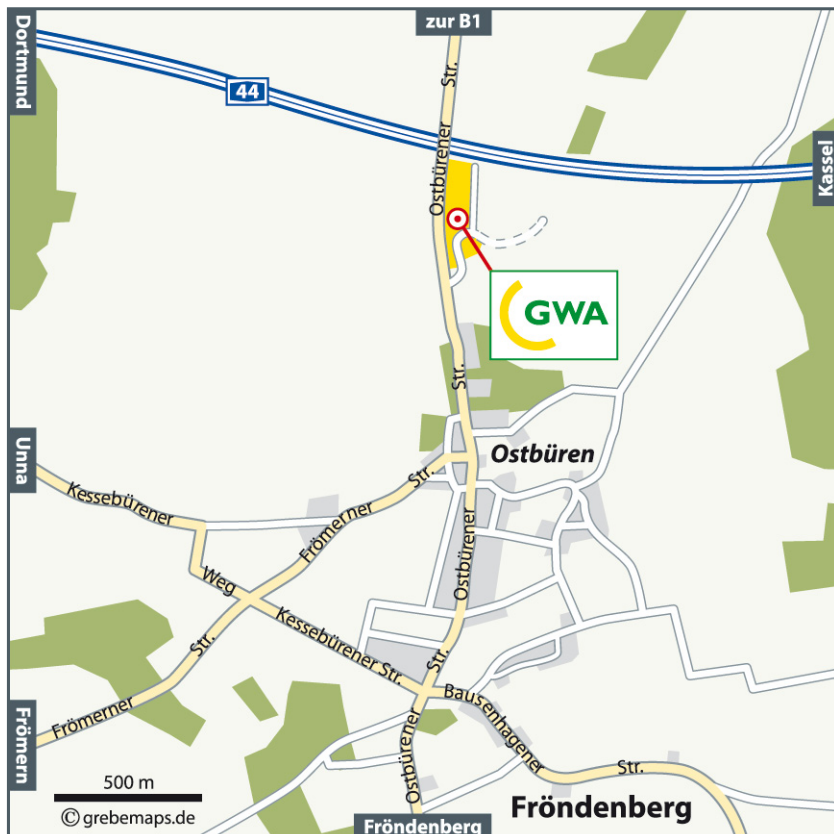 zur B1
Dortmund
44
Str.
Ostbürener
Kassel
GWA
Str.
Ostbüren
Unna
Kessebürener
Str.
Frömerner
Ostbürener
Weg
Kessebürener Str.
Str.
Str.
Bausenhagener
Frömerner
Frömern
Ostbürener
Str.
500 m
© grebemaps.de
Fröndenberg
Fröndenberg